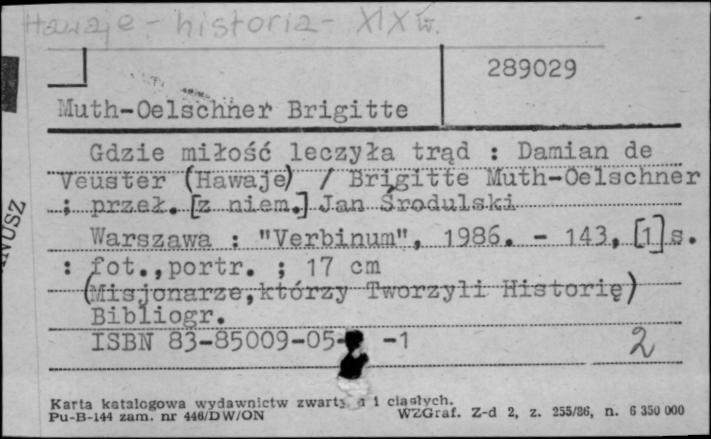 Hawaje - historia - XIX w.
289029
Muth-Oelschner Brigitte
Gdzie miłość leczyła trąd : Damian de
Veuster (Hawaje) / Brigitte Muth-Oelschner
; przeł. [z niem.] Jan Środulski
Warszawa : "Verbinum", 1986. - 143, [1] s.
: fot., portr. ; 17 cm
(Misjonarze, którzy Tworzyli Historię)
Bibliogr.
ISBN 83-85009-05- -1
2
Karta katalogowa wydawnictw zwartych i ciągłych.
Pu-B-144 zam. nr 446/DW/ON WZGraf. Z-d 2, z. 255/86, n. 6 350 000